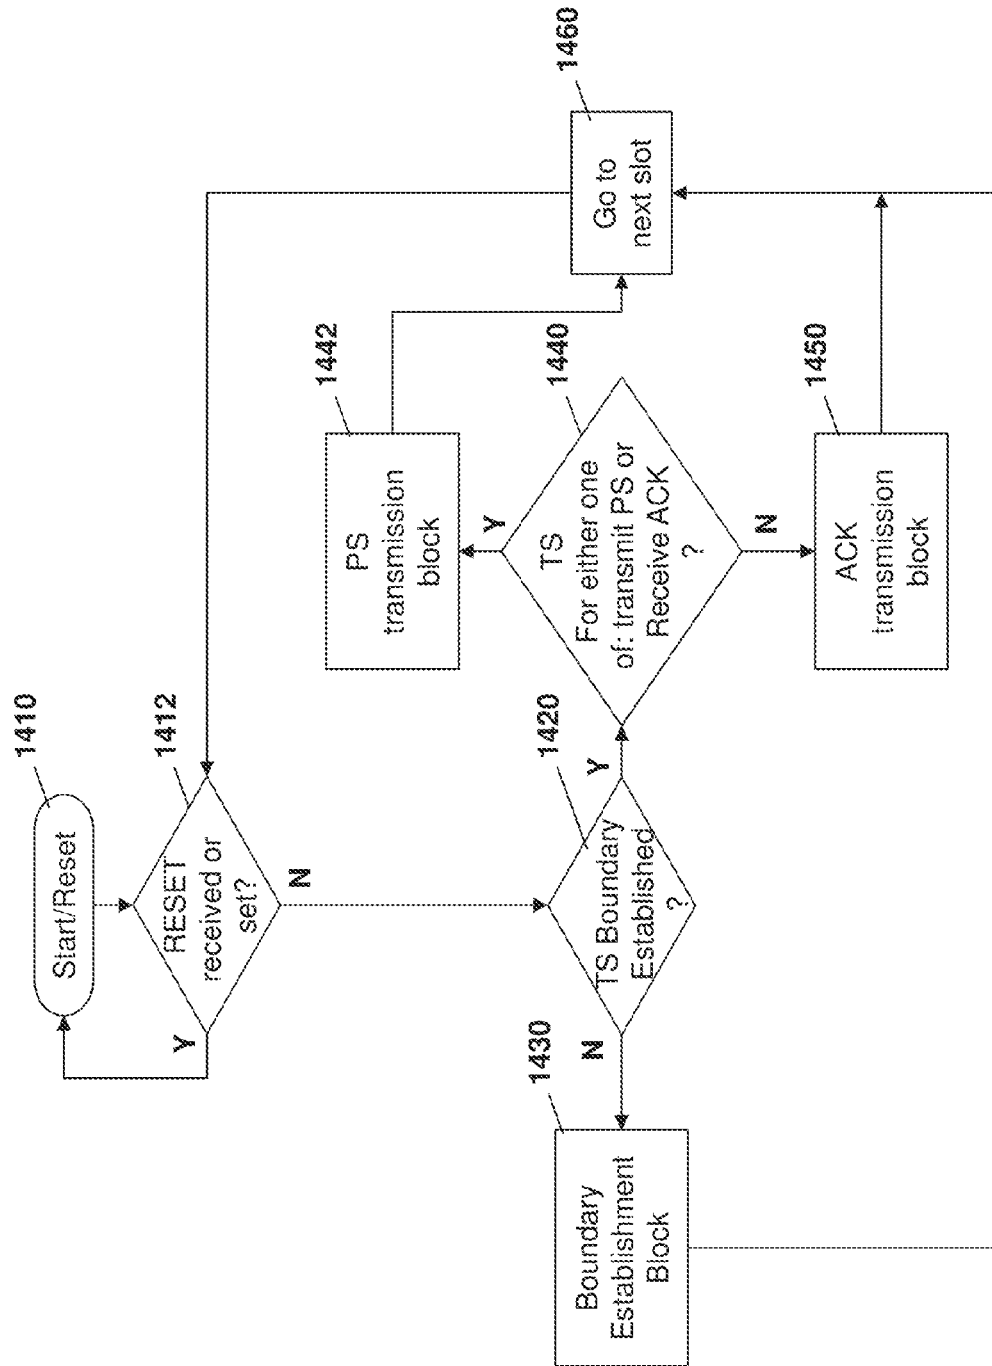 1410
Start/Reset
1412
RESET
received or
set?
Y
N
1420
TS Boundary
Established
?
N
Y
1430
Boundary
Establishment
Block
1440
TS
For either one
of: transmit PS or
Receive ACK
?
Y
N
1442
PS
transmission
block
1450
ACK
transmission
block
1460
Go to
next slot